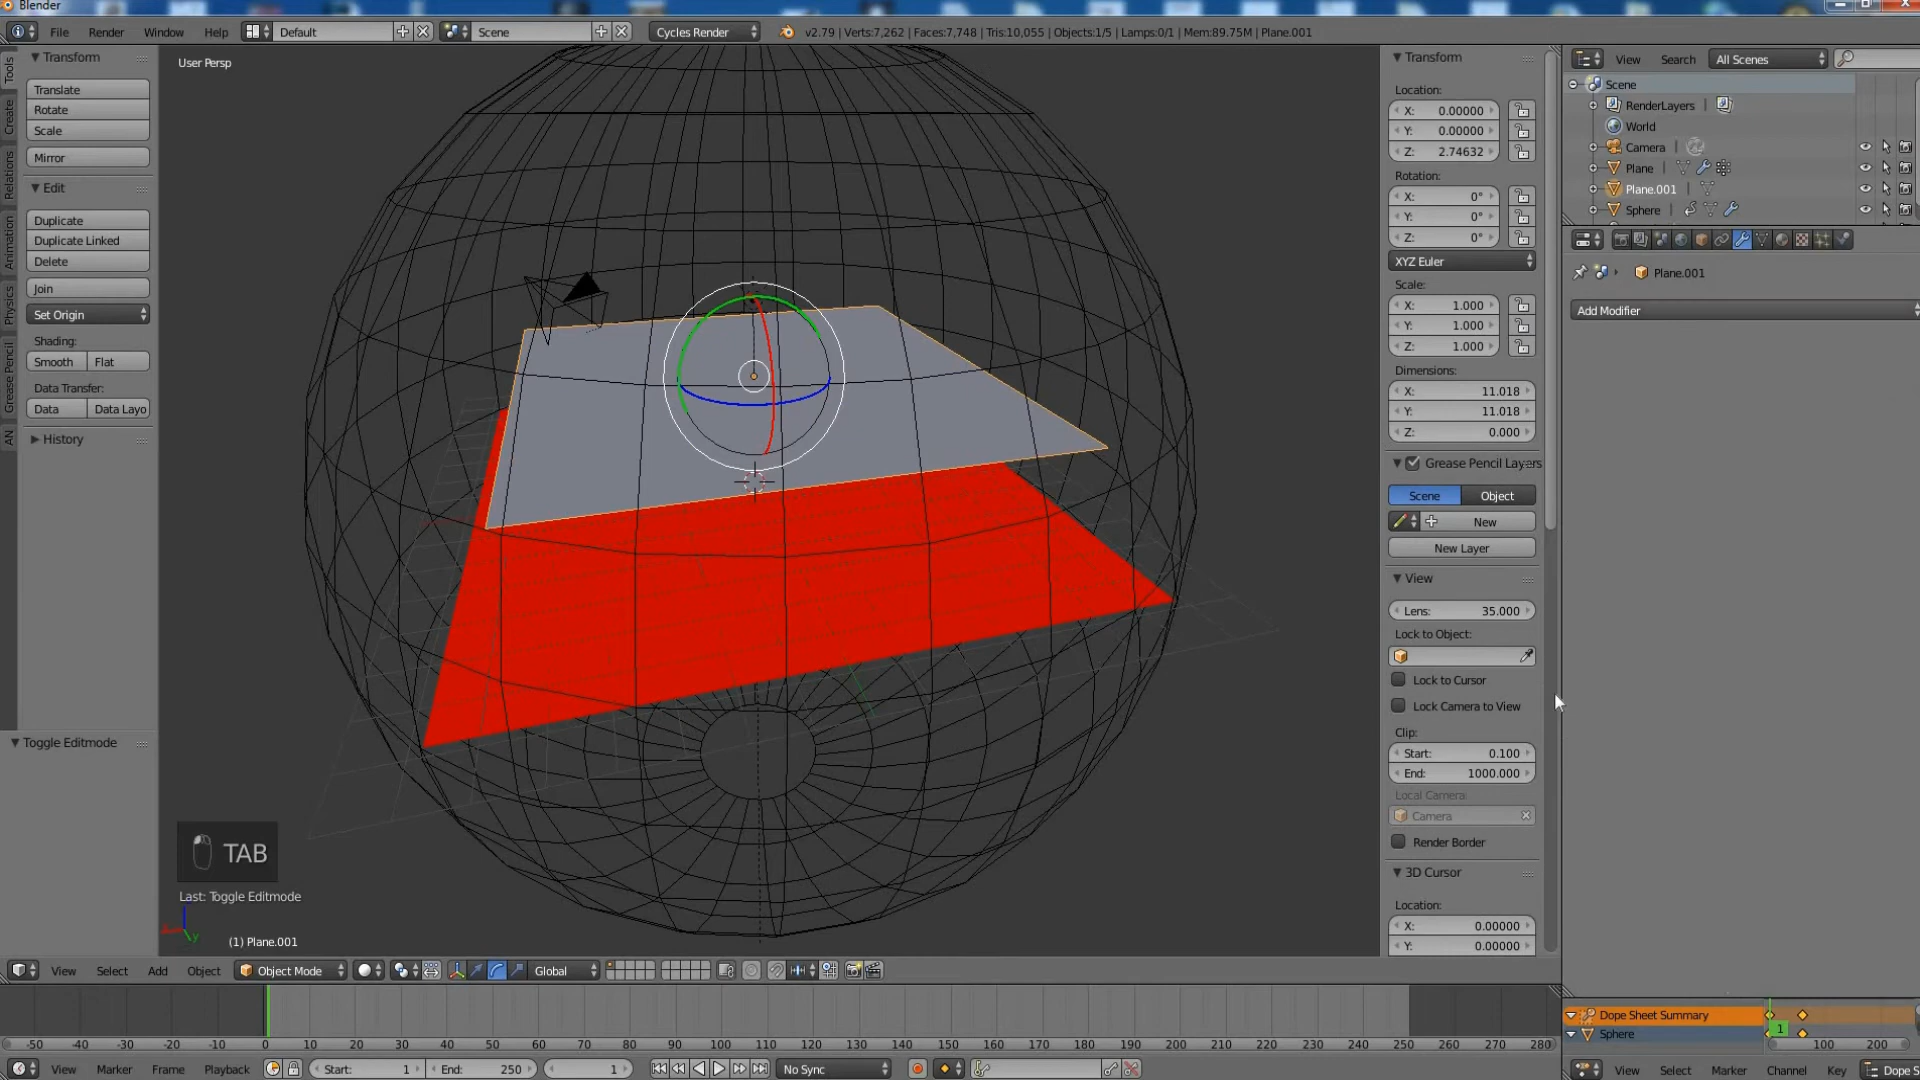 Blender
File Render Window Help Default Scene Cycles Render v2.79 | Verts:7,262 | Faces:7,748 | Tris:10,055 | Objects:1/5 | Lamps:0/1 | Mem:89.75M | Plane.001
Tools
Create
Relations
Animation
Physics
Grease Pencil
AN
Transform
Translate
Rotate
Scale
Mirror
Edit
Duplicate
Duplicate Linked
Delete
Join
Set Origin
Shading:
Smooth Flat
Data Transfer:
Data Data Layo
History
Toggle Editmode
User Persp
TAB
Last: Toggle Editmode
(1) Plane.001
Transform
Location:
X: 0.00000
Y: 0.00000
Z: 2.74632
Rotation:
X: 0°
Y: 0°
Z: 0°
XYZ Euler
Scale:
X: 1.000
Y: 1.000
Z: 1.000
Dimensions:
X: 11.018
Y: 11.018
Z: 0.000
Grease Pencil Layers
Scene Object
New
New Layer
View
Lens: 35.000
Lock to Object:
Lock to Cursor
Lock Camera to View
Clip:
Start: 0.100
End: 1000.000
Local Camera:
Camera
Render Border
3D Cursor
Location:
X: 0.00000
Y: 0.00000
View Search All Scenes
Scene
RenderLayers
World
Camera
Plane
Plane.001
Sphere
Plane.001
Add Modifier
View Select Add Object Object Mode Global
-50 -40 -30 -20 -10 0 10 20 30 40 50 60 70 80 90 100 110 120 130 140 150 160 170 180 190 200 210 220 230 240 250 260 270 280
View Marker Frame Playback Start: 1 End: 250 1 No Sync
Dope Sheet Summary
Sphere
1
100 200
View Select Marker Channel Key Dope S